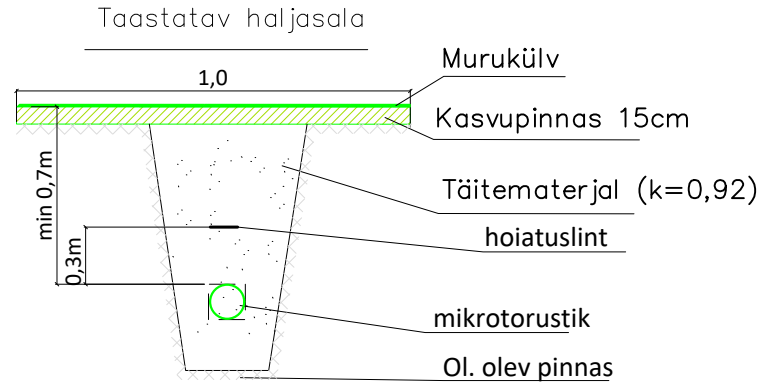 Taastatav haljasala
1,0
Murukülv
Kasvupinnas 15cm
min 0,7m
0,3m
Täitematerjal (k=0,92)
hoiatuslint
mikrotorustik
Ol. olev pinnas